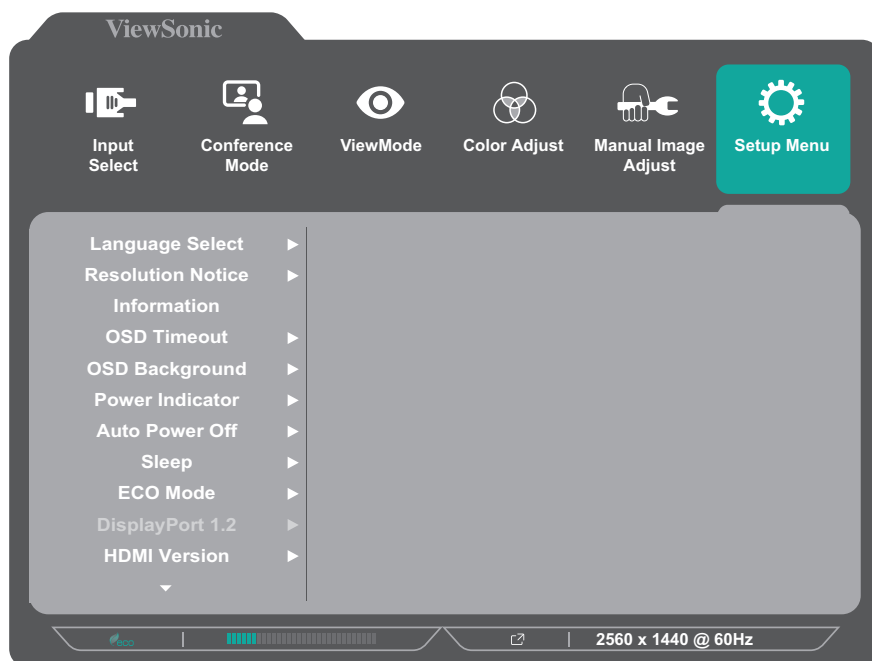 ViewSonic
Input
Select
Conference
Mode
ViewMode
Color Adjust
Manual Image
Adjust
Setup Menu
Language Select
Resolution Notice
Information
OSD Timeout
OSD Background
Power Indicator
Auto Power Off
Sleep
ECO Mode
DisplayPort 1.2
HDMI Version
eco
2560 x 1440 @ 60Hz